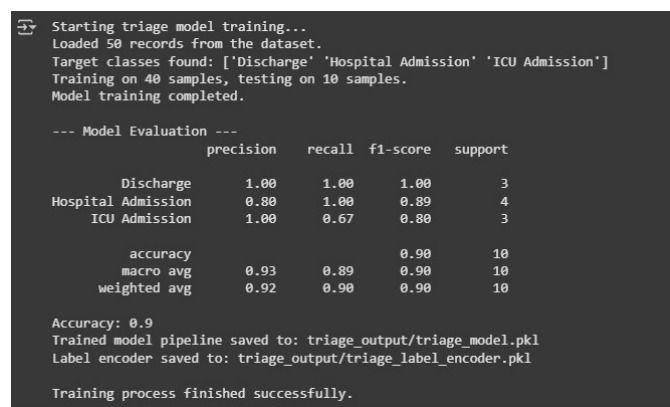 Starting triage model training...
Loaded 50 records from the dataset.
Target classes found: ['Discharge' 'Hospital Admission' 'ICU Admission']
Training on 40 samples, testing on 10 samples.
Model training completed.
--- Model Evaluation ---
precision recall f1-score support
Discharge 1.00 1.00 1.00 3
Hospital Admission 0.80 1.00 0.89 4
ICU Admission 1.00 0.67 0.80 3
accuracy 0.90 10
macro avg 0.93 0.89 0.90 10
weighted avg 0.92 0.90 0.90 10
Accuracy: 0.9
Trained model pipeline saved to: triage_output/triage_model.pkl
Label encoder saved to: triage_output/triage_label_encoder.pkl
Training process finished successfully.